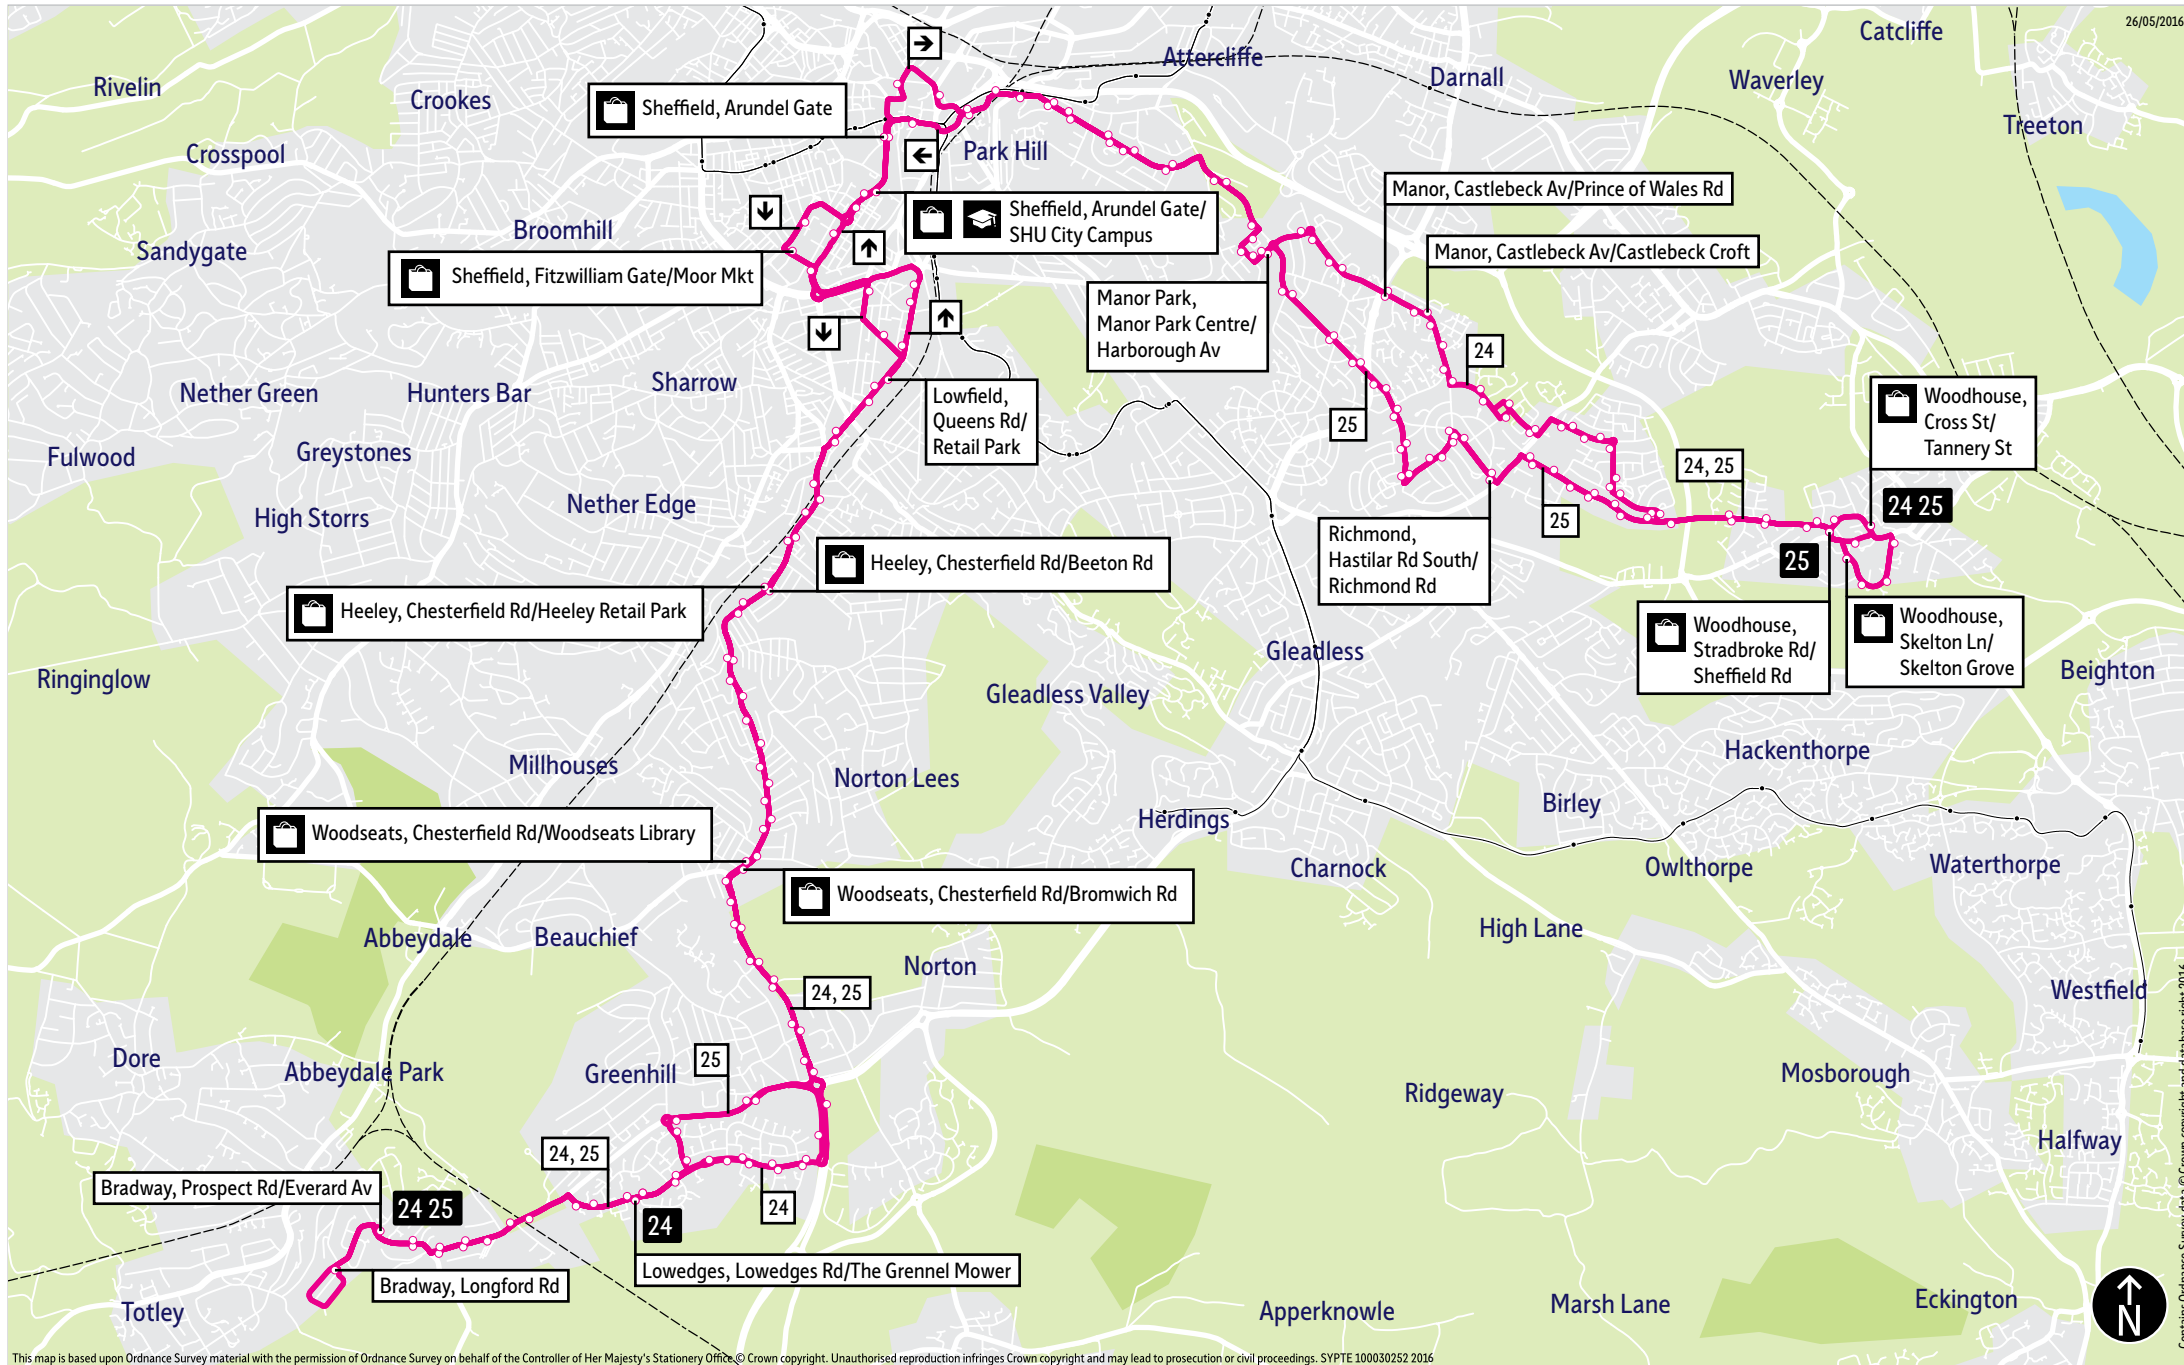 26/05/2016
Catcliffe
Attercliffe
Darnall
Waverley
Rivelin
Crookes
Sheffield, Arundel Gate
Treeton
Crosspool
Park Hill
Manor, Castlebeck Av/Prince of Wales Rd
Sheffield, Arundel Gate/
SHU City Campus
Broomhill
Sandygate
Manor, Castlebeck Av/Castlebeck Croft
Sheffield, Fitzwilliam Gate/Moor Mkt
Manor Park,
Manor Park Centre/
Harborough Av
24
Sharrow
Nether Green
Hunters Bar
Lowfield,
Queens Rd/
Retail Park
Woodhouse,
Cross St/
Tannery St
25
Greystones
Fulwood
24, 25
Nether Edge
High Storrs
24 25
25
Richmond,
Hastilar Rd South/
Richmond Rd
25
Heeley, Chesterfield Rd/Beeton Rd
Heeley, Chesterfield Rd/Heeley Retail Park
Woodhouse,
Stradbroke Rd/
Sheffield Rd
Woodhouse,
Skelton Ln/
Skelton Grove
Gleadless
Beighton
Ringinglow
Gleadless Valley
Hackenthorpe
Millhouses
Norton Lees
Birley
Herdings
Woodseats, Chesterfield Rd/Woodseats Library
Charnock
Owlthorpe
Waterthorpe
Woodseats, Chesterfield Rd/Bromwich Rd
High Lane
Abbeydale
Beauchief
Norton
24, 25
Westfield
Dore
Abbeydale Park
25
Greenhill
Mosborough
Ridgeway
Halfway
24, 25
Bradway, Prospect Rd/Everard Av
24 25
24
24
Lowedges, Lowedges Rd/The Grennel Mower
Bradway, Longford Rd
Totley
Apperknowle
Marsh Lane
Eckington
N
Contains Ordnance Survey data © Crown copyright and database right 2016
This map is based upon Ordnance Survey material with the permission of Ordnance Survey on behalf of the Controller of Her Majesty's Stationery Office © Crown copyright. Unauthorised reproduction infringes Crown copyright and may lead to prosecution or civil proceedings. SYPTE 100030252 2016